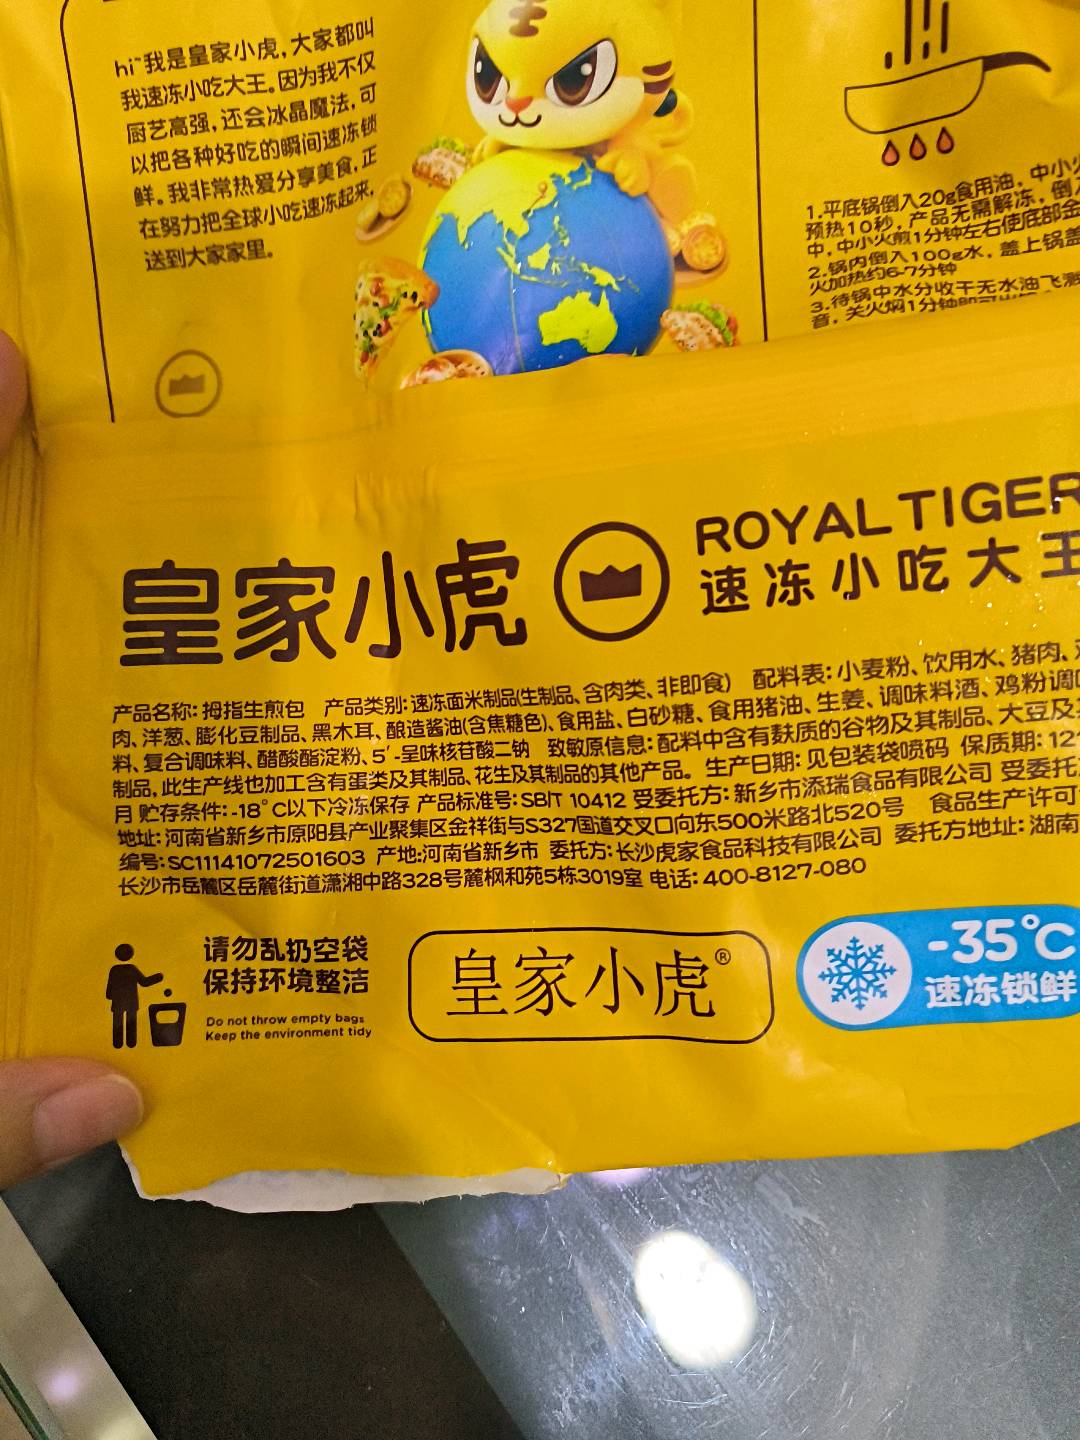 hi~我是皇家小虎,大家都叫
我速冻小吃大王。因为我不仅
厨艺高强,还会冰晶魔法,可
以把各种好吃的瞬间速冻锁
鲜。我非常热爱分享美食,正
在努力把全球小吃速冻起来,
送到大家家里。
1.平底锅倒入20g食用油,中小火
预热10秒,产品无需解冻,倒入
中,中小火煎1分钟左右使底部金
2.锅内倒入100g水,盖上锅盖
火加热约6-7分钟
3.待锅中水分收干无水油飞溅
音,关火焖1分钟即可
皇家小虎
ROYAL TIGER
速冻小吃大王
产品名称:拇指生煎包 产品类别:速冻面米制品(生制品、含肉类、非即食) 配料表:小麦粉、饮用水、猪肉、
肉、洋葱、膨化豆制品、黑木耳、酿造酱油(含焦糖色)、食用盐、白砂糖、食用猪油、生姜、调味料酒、鸡粉调味
料、复合调味料、醋酸酯淀粉、5'-呈味核苷酸二钠 致敏原信息:配料中含有麸质的谷物及其制品、大豆及
制品,此生产线也加工含有蛋类及其制品、花生及其制品的其他产品。生产日期:见包装袋喷码 保质期:12
月 贮存条件:-18°C以下冷冻保存 产品标准号:SB/T 10412 受委托方:新乡市添瑞食品有限公司 受委托
地址:河南省新乡市原阳县产业聚集区金祥街与S327国道交叉口向东500米路北520号 食品生产许可
编号:SC11141072501603 产地:河南省新乡市 委托方:长沙虎家食品科技有限公司 委托方地址:湖南
长沙市岳麓区岳麓街道潇湘中路328号麓枫和苑5栋3019室 电话:400-8127-080
请勿乱扔空袋
保持环境整洁
Do not throw empty bags
Keep the environment tidy
皇家小虎®
-35°C
速冻锁鲜